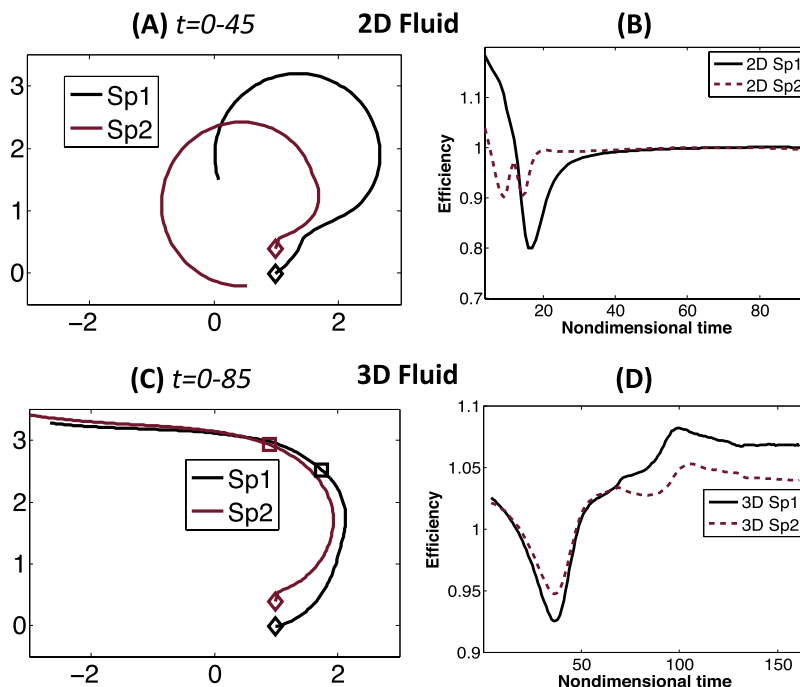 (A) t=0-45 2D Fluid (B)
3
2
1
0
−2 0 2
Sp1
Sp2
1.1
1
0.9
0.8
0.7
20 40 60 80
Efficiency
Nondimensional time
2D Sp1
2D Sp2
(C) t=0-85 3D Fluid (D)
3
2
1
0
−2 0 2
Sp1
Sp2
1.1
1.05
1
0.95
0.9
50 100 150
Efficiency
Nondimensional time
3D Sp1
3D Sp2